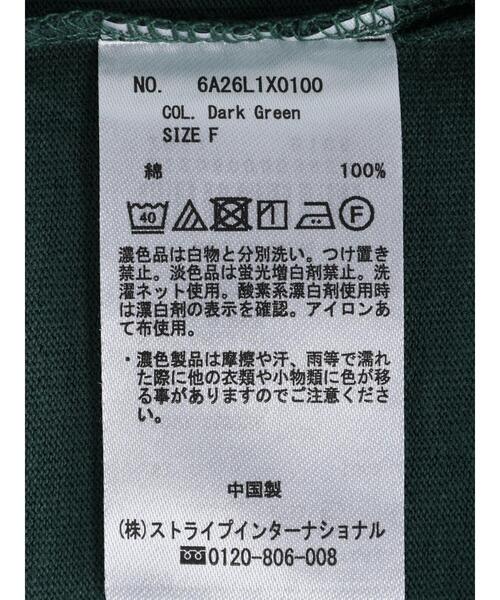 NO. 6A26L1X0100
COL. Dark Green
SIZE F
綿 100%
40 F
濃色品は白物と分別洗い。つけ置き
禁止。淡色品は蛍光増白剤禁止。洗
濯ネット使用。酸素系漂白剤使用時
は漂白剤の表示を確認。アイロンあ
て布使用。
・濃色製品は摩擦や汗、雨等で濡れ
た際に他の衣類や小物類に色が移
る事がありますのでご注意くださ
い。
中国製
(株)ストライプインターナショナル
0120-806-008